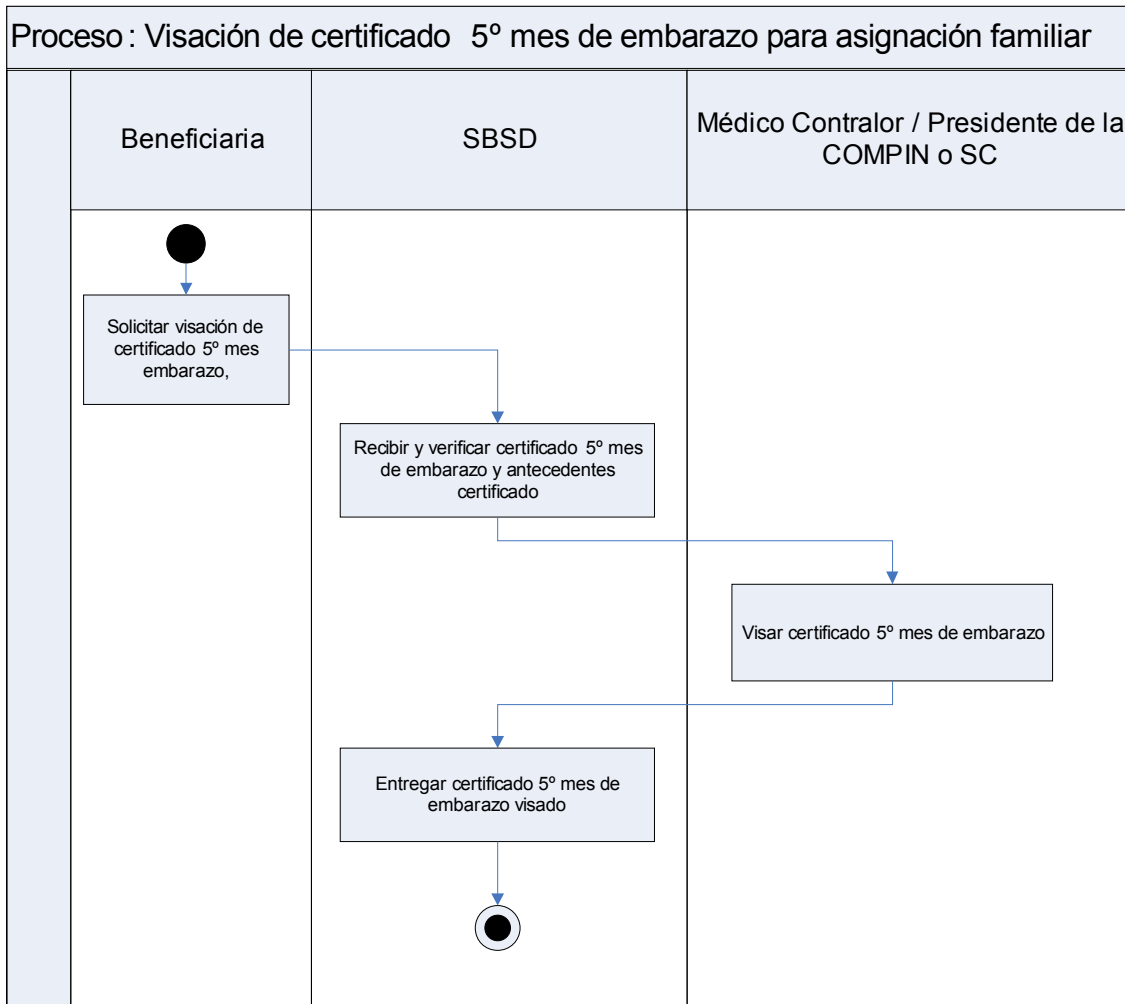 Proceso : Visación de certificado 5º mes de embarazo para asignación familiar
Beneficiaria
SBSD
Médico Contralor / Presidente de la
COMPIN o SC
Solicitar visación de
certificado 5º mes
embarazo,
Recibir y verificar certificado 5º mes
de embarazo y antecedentes
certificado
Visar certificado 5º mes de embarazo
Entregar certificado 5º mes de
embarazo visado